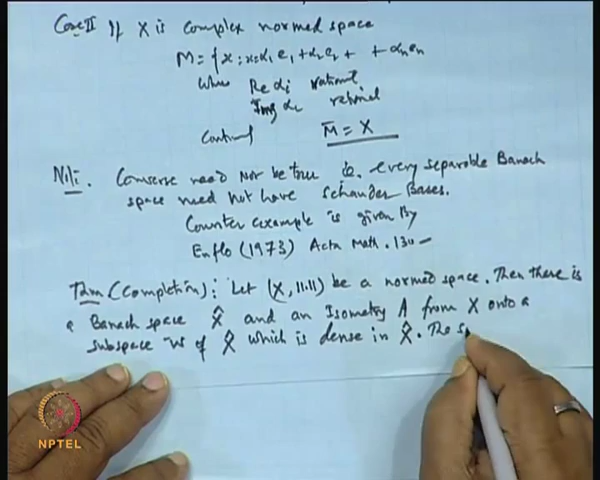 Case II If X is complex normed space
M = {x : x = α1 e1 + α2 e2 + + αn en
Where Re αi rational
Img αi rational
Continued M̄ = X
Note: Converse need not be true ie. every separable Banach
space need not have Schauder Bases.
Counter example is given By
Enflo (1973) Acta Math. 130
Thm (Completion): Let (X, ||.||) be a normed space. Then there is
a Banach space X̂ and an Isometry A from X onto a
subspace W of X̂ which is dense in X̂. The s
NPTEL